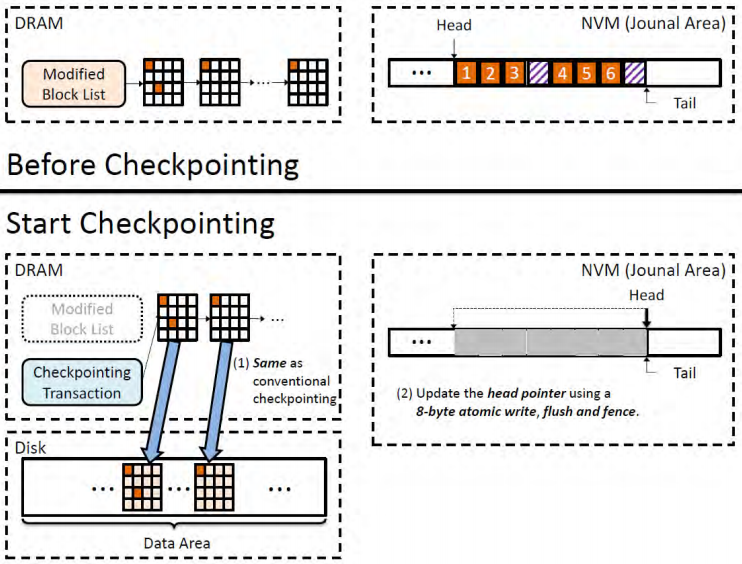 DRAM
Modified
Block List
...
NVM (Jounal Area)
Head
...
1 2 3 4 5 6
Tail
Before Checkpointing
Start Checkpointing
DRAM
Modified
Block List
...
Checkpointing
Transaction
(1) Same as
conventional
checkpointing
Disk
... ... ...
Data Area
NVM (Jounal Area)
Head
...
Tail
(2) Update the head pointer using a
8-byte atomic write, flush and fence.